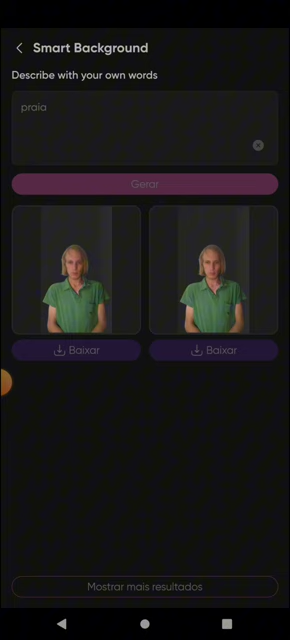 Smart Background
Describe with your own words
praia
Gerar
Baixar
Baixar
Mostrar mais resultados